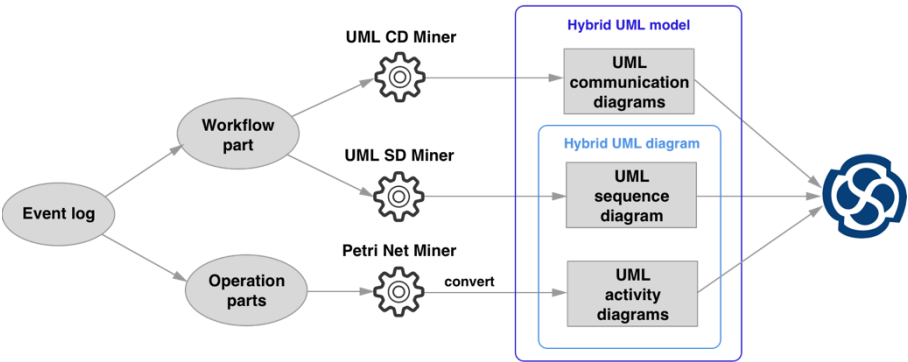 Hybrid UML model
UML CD Miner
UML
communication
diagrams
Workflow
part
Hybrid UML diagram
UML SD Miner
UML
sequence
diagram
Event log
Petri Net Miner
Operation
parts
convert
UML
activity
diagrams